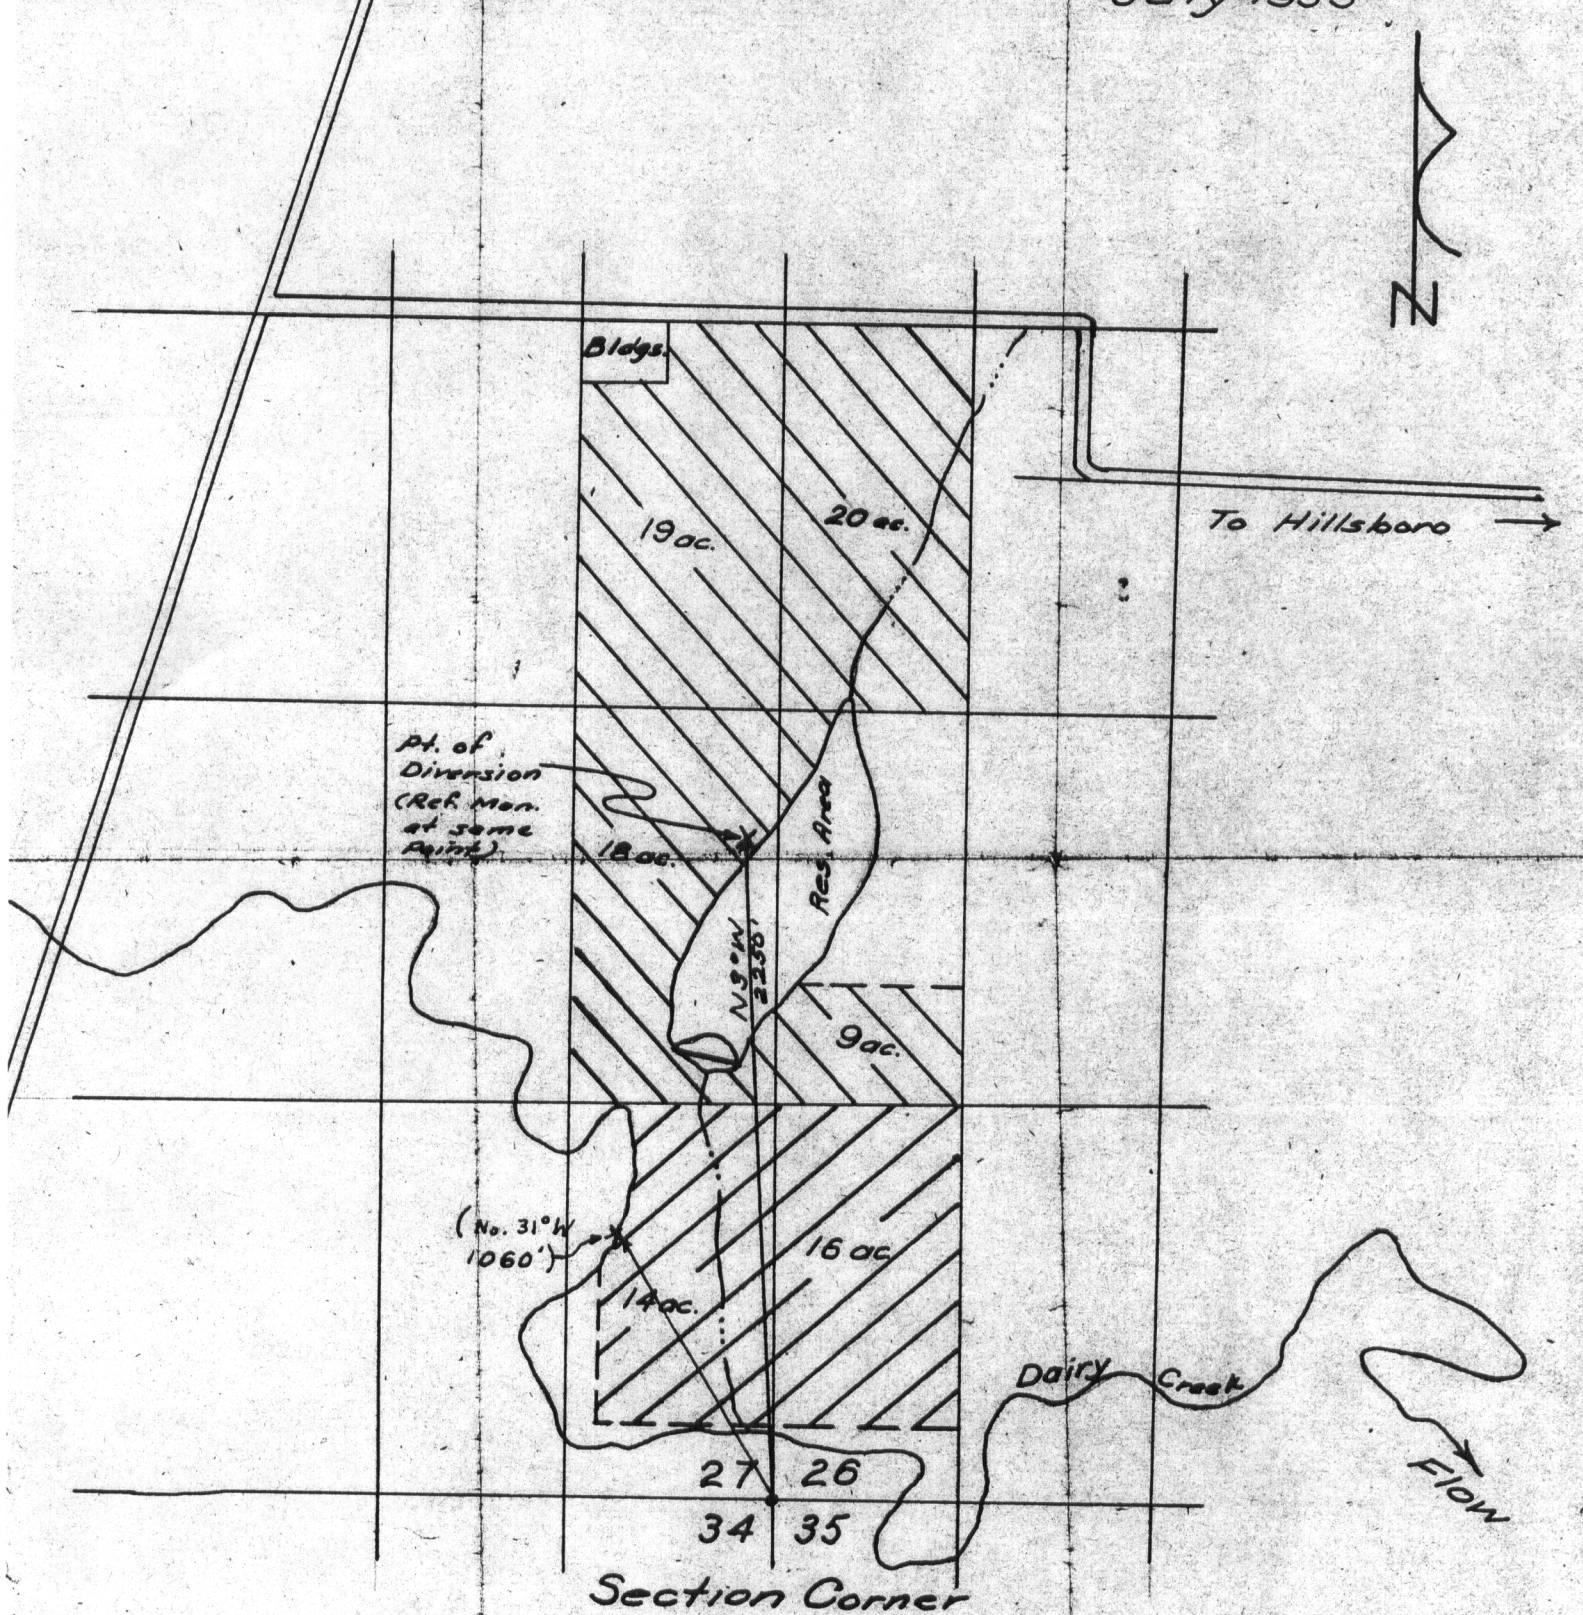 July
N
Bldgs.
19 ac.
20 ac.
To Hillsboro
Pt. of
Diversion
(Ref. Mon.
at same
Point)
18 ac.
Res. Area
N3°W
2250'
9 ac.
(No. 31°W
1060')
16 ac
14 ac.
Dairy Creek
Flow
27 26
34 35
Section Corner